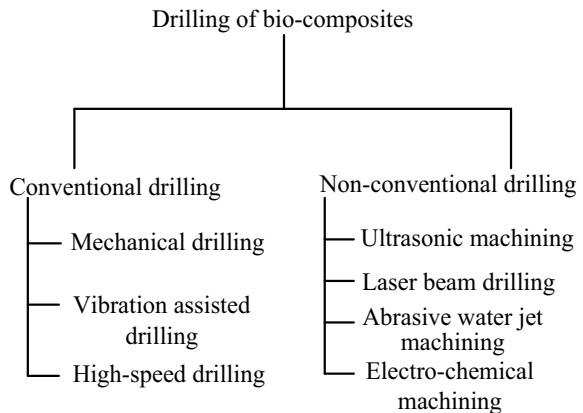 Drilling of bio-composites
Conventional drilling
Mechanical drilling
Vibration assisted
drilling
High-speed drilling
Non-conventional drilling
Ultrasonic machining
Laser beam drilling
Abrasive water jet
machining
Electro-chemical
machining